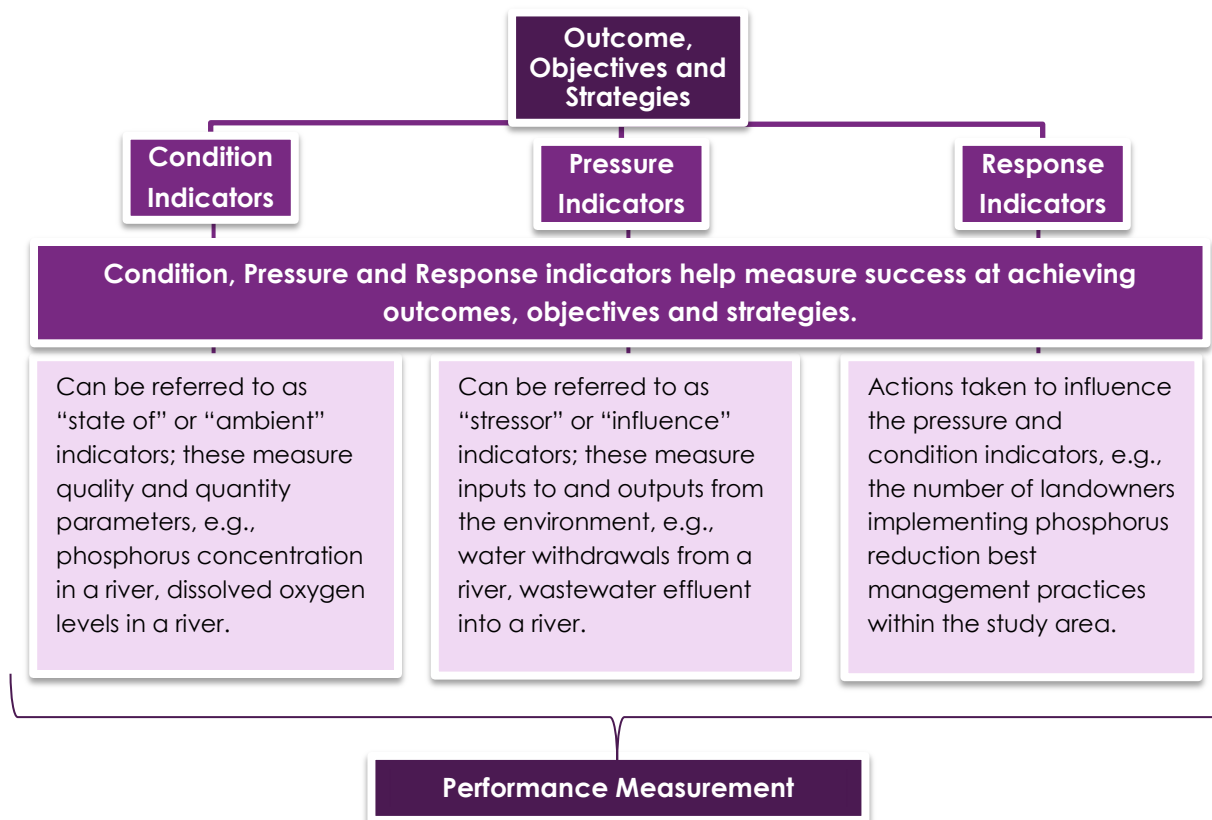 Outcome,
Objectives and
Strategies
Condition
Indicators
Pressure
Indicators
Response
Indicators
Condition, Pressure and Response indicators help measure success at achieving
outcomes, objectives and strategies.
Can be referred to as
“state of” or “ambient”
indicators; these measure
quality and quantity
parameters, e.g.,
phosphorus concentration
in a river, dissolved oxygen
levels in a river.
Can be referred to as
“stressor” or “influence”
indicators; these measure
inputs to and outputs from
the environment, e.g.,
water withdrawals from a
river, wastewater effluent
into a river.
Actions taken to influence
the pressure and
condition indicators, e.g.,
the number of landowners
implementing phosphorus
reduction best
management practices
within the study area.
Performance Measurement